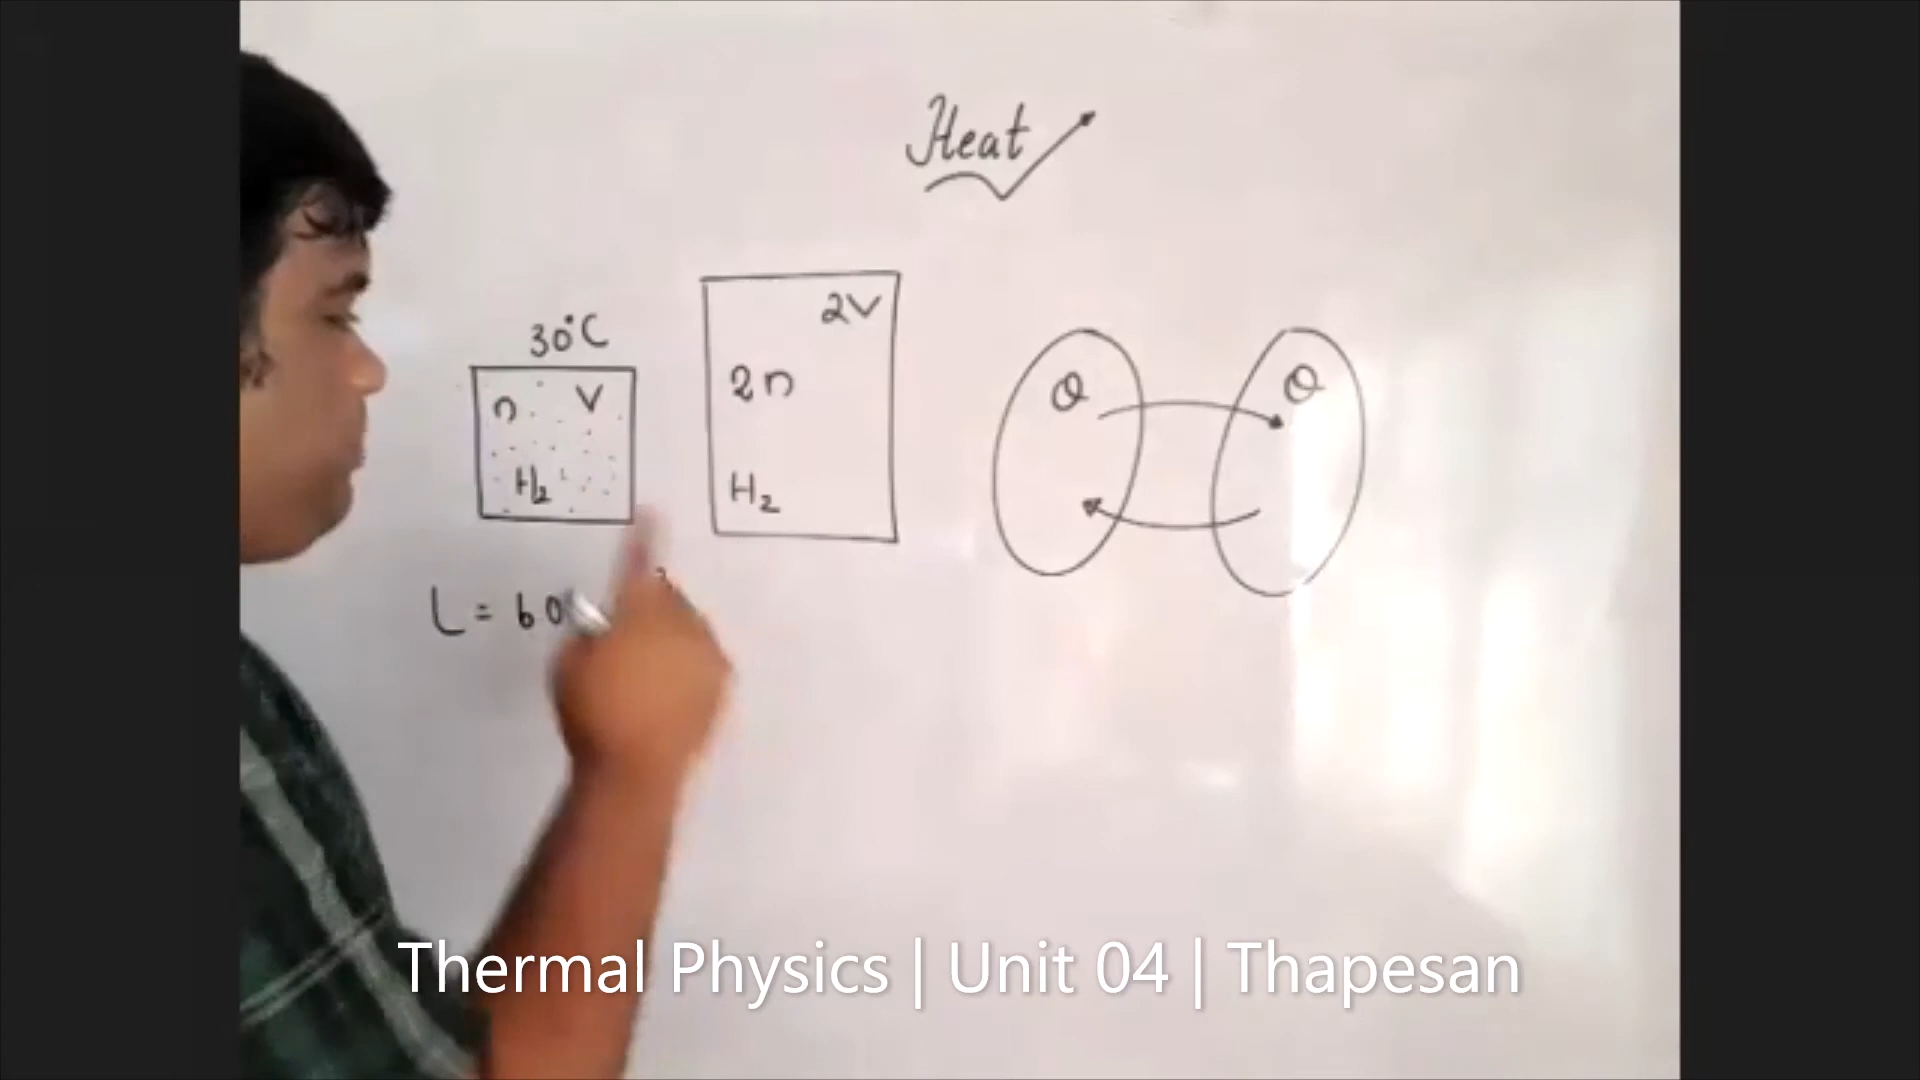 Heat
30°C
n V
H₂
2V
2n
H₂
θ θ
L = 60
Thermal Physics | Unit 04 | Thapesan